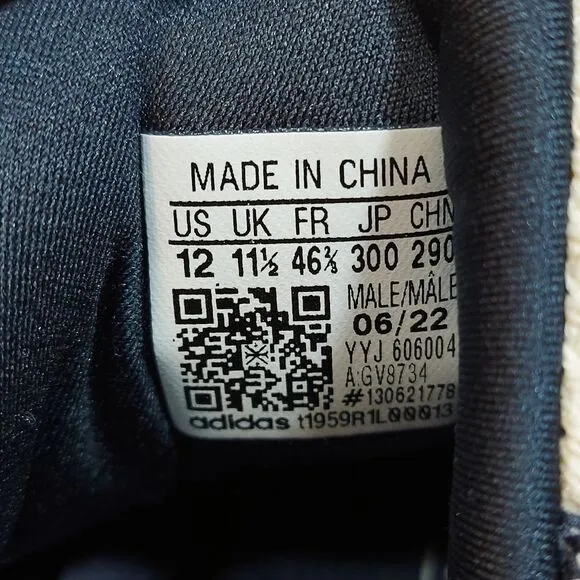 MADE IN CHINA
US UK FR JP CHN
12 11½ 46⅔ 300 290
MALE/MÂLE
06/22
YYJ 606004
A:GV8734
#130621778
adidas t1959R1L00013